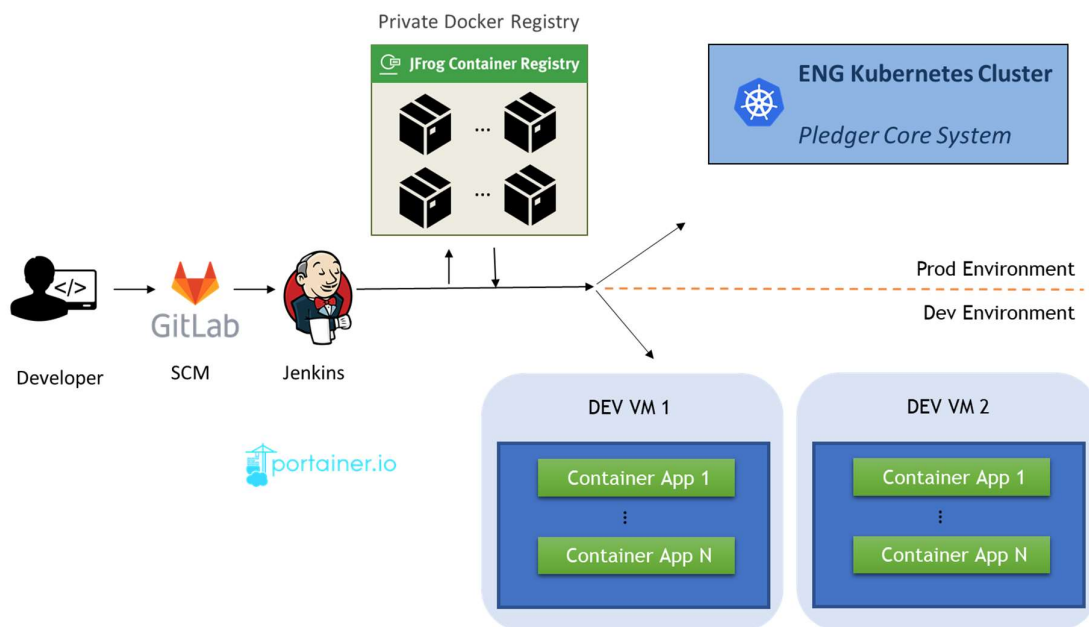 Private Docker Registry
JFrog Container Registry
...
...
ENG Kubernetes Cluster
Pledger Core System
</>
GitLab
Developer
SCM
Jenkins
Prod Environment
Dev Environment
portainer.io
DEV VM 1
Container App 1
...
Container App N
DEV VM 2
Container App 1
...
Container App N